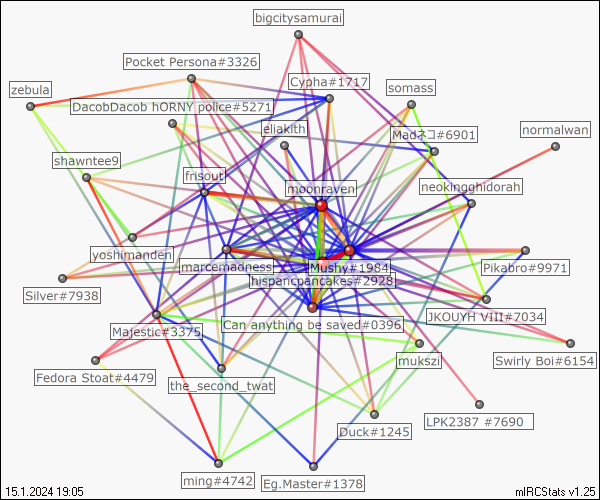 bigcitysamurai
Pocket Persona#3326
Cypha#1717
zebula
somass
DacobDacob hORNY police#5271
eliakith
Madネコ#6901
normalwan
shawntee9
frisout
moonraven
neokingghidorah
yoshimanden
marcemadness
Mushy#1984
Pikabro#9971
hispancpancakes#2928
Silver#7938
Majestic#3375
Can anything be saved#0396
JKOUYH VIII#7034
mukszi
Swirly Boi#6154
Fedora Stoat#4479
the_second_twat
LPK2387 #7690
Duck#1245
ming#4742
Eg.Master#1378
15.1.2024 19:05
mIRCStats v1.25